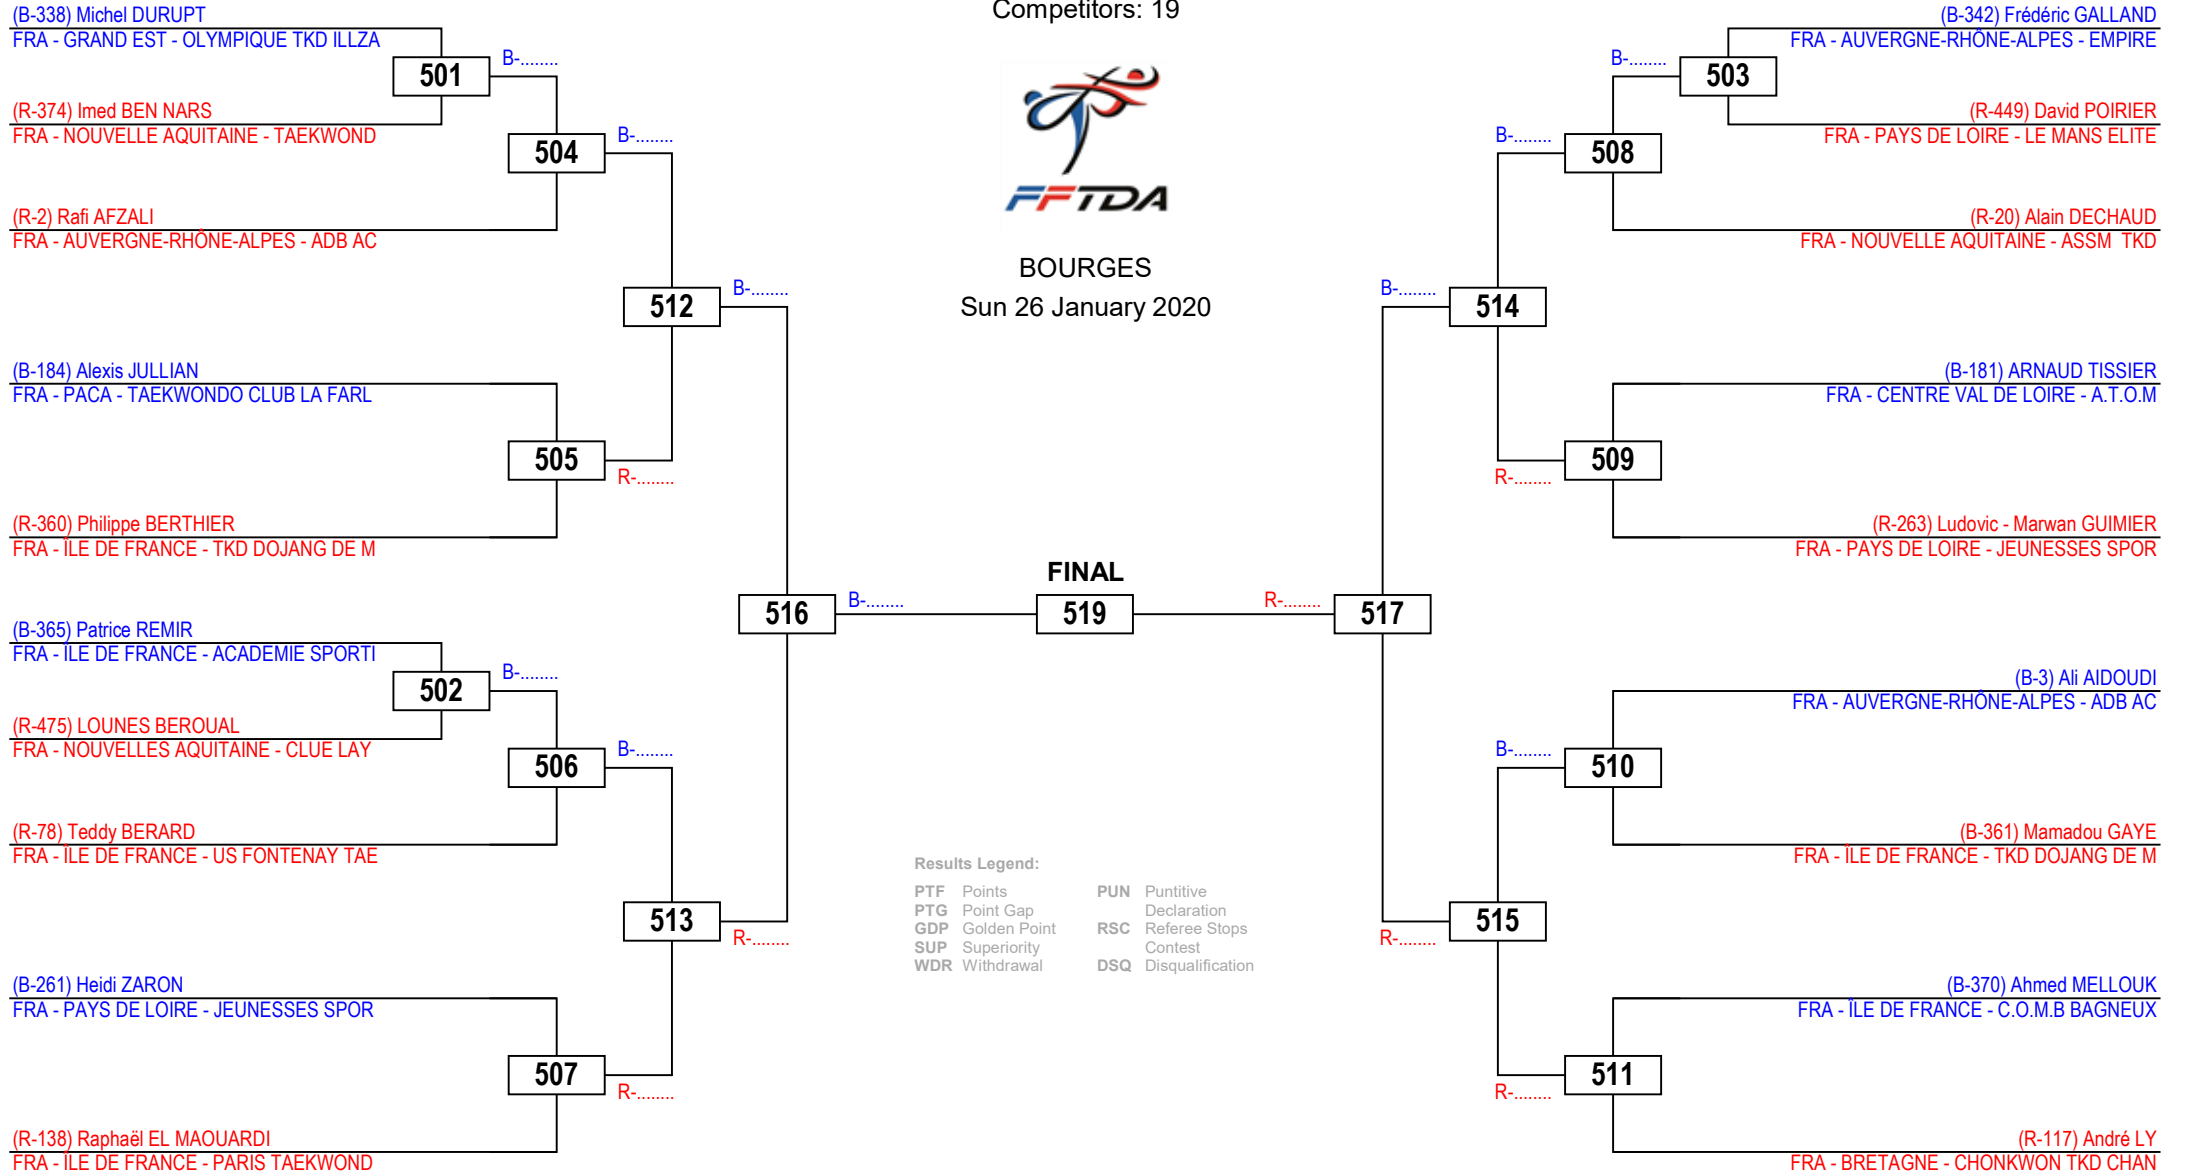 Competitors: 19
FFTDA
BOURGES
Sun 26 January 2020
(B-338) Michel DURUPT
FRA - GRAND EST - OLYMPIQUE TKD ILLZA
501
B-........
(R-374) Imed BEN NARS
FRA - NOUVELLE AQUITAINE - TAEKWOND
504
B-........
(R-2) Rafi AFZALI
FRA - AUVERGNE-RHÔNE-ALPES - ADB AC
512
B-........
(B-184) Alexis JULLIAN
FRA - PACA - TAEKWONDO CLUB LA FARL
505
R-........
(R-360) Philippe BERTHIER
FRA - ÎLE DE FRANCE - TKD DOJANG DE M
516
B-........
(B-365) Patrice REMIR
FRA - ÎLE DE FRANCE - ACADEMIE SPORTI
502
B-........
(R-475) LOUNES BEROUAL
FRA - NOUVELLES AQUITAINE - CLUE LAY
506
B-........
(R-78) Teddy BERARD
FRA - ÎLE DE FRANCE - US FONTENAY TAE
513
R-........
(B-261) Heidi ZARON
FRA - PAYS DE LOIRE - JEUNESSES SPOR
507
R-........
(R-138) Raphaël EL MAOUARDI
FRA - ÎLE DE FRANCE - PARIS TAEKWOND
FINAL
519
(B-342) Frédéric GALLAND
FRA - AUVERGNE-RHÔNE-ALPES - EMPIRE
B-........
503
(R-449) David POIRIER
FRA - PAYS DE LOIRE - LE MANS ELITE
B-........
508
(R-20) Alain DECHAUD
FRA - NOUVELLE AQUITAINE - ASSM  TKD
B-........
514
(B-181) ARNAUD TISSIER
FRA - CENTRE VAL DE LOIRE - A.T.O.M
509
R-........
(R-263) Ludovic - Marwan GUIMIER
FRA - PAYS DE LOIRE - JEUNESSES SPOR
R-........
517
(B-3) Ali AIDOUDI
FRA - AUVERGNE-RHÔNE-ALPES - ADB AC
B-........
510
(B-361) Mamadou GAYE
FRA - ÎLE DE FRANCE - TKD DOJANG DE M
515
R-........
(B-370) Ahmed MELLOUK
FRA - ÎLE DE FRANCE - C.O.M.B BAGNEUX
511
R-........
(R-117) André LY
FRA - BRETAGNE - CHONKWON TKD CHAN
Results Legend:
PTF Points
PTG Point Gap
GDP Golden Point
SUP Superiority
WDR Withdrawal
PUN Puntitive
Declaration
RSC Referee Stops
Contest
DSQ Disqualification